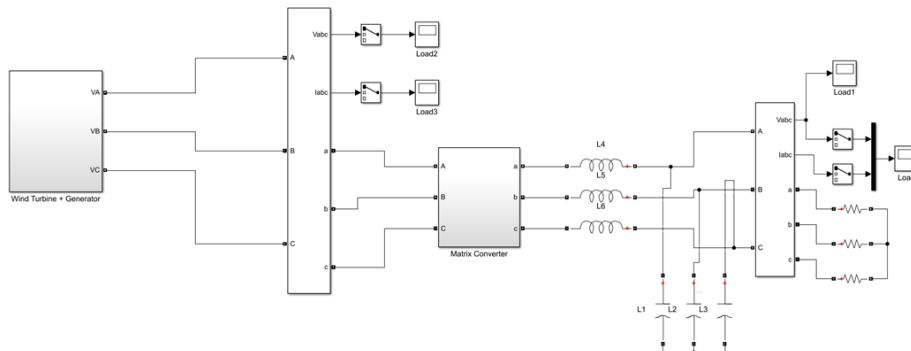 Vabc
Load2
A
Iabc
Load3
VA
VB
VC
Wind Turbine + Generator
B
a
b
C
c
A
B
C
a
b
c
Matrix Converter
L4
L5
L6
L1
L2
L3
A
B
C
Vabc
Iabc
a
b
c
Load1
Loa